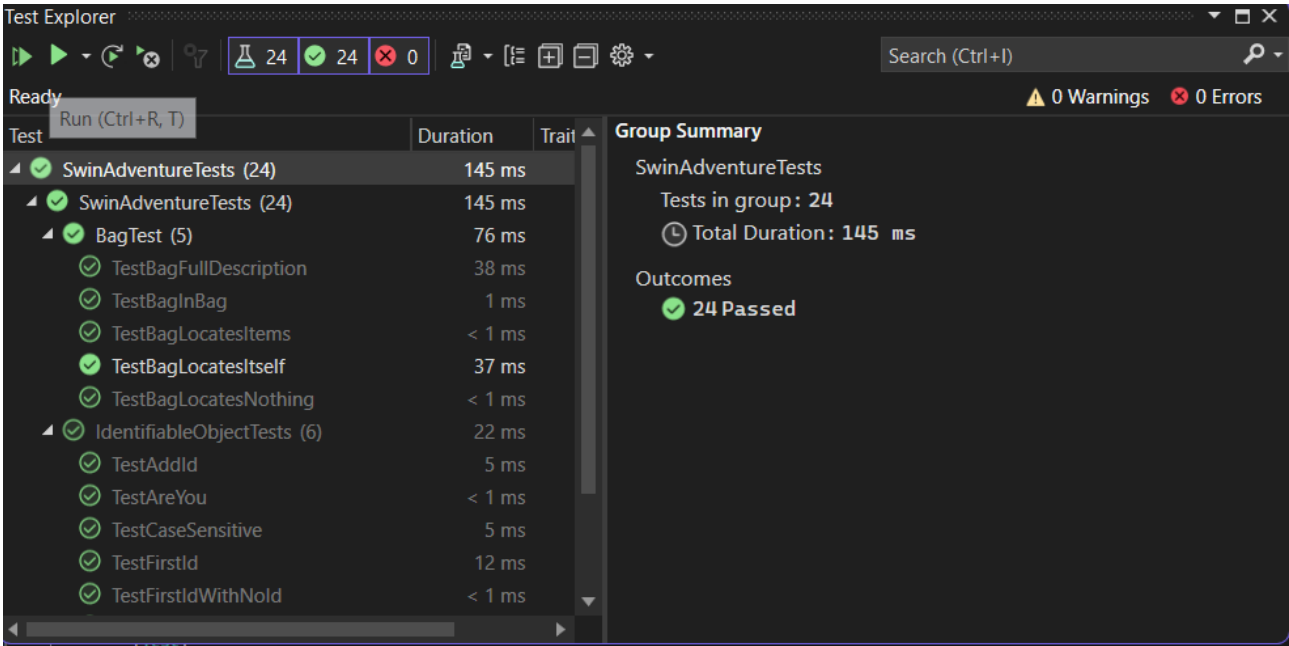 Test Explorer
24 24 0 Search (Ctrl+I)
Ready 0 Warnings 0 Errors
Run (Ctrl+R, T)
Test Duration Trait Group Summary
SwinAdventureTests (24) 145 ms SwinAdventureTests
SwinAdventureTests (24) 145 ms Tests in group: 24
BagTest (5) 76 ms Total Duration: 145 ms
TestBagFullDescription 38 ms Outcomes
TestBagInBag 1 ms 24 Passed
TestBagLocatesItems < 1 ms
TestBagLocatesItself 37 ms
TestBagLocatesNothing < 1 ms
IdentifiableObjectTests (6) 22 ms
TestAddId 5 ms
TestAreYou < 1 ms
TestCaseSensitive 5 ms
TestFirstId 12 ms
TestFirstIdWithNoId < 1 ms